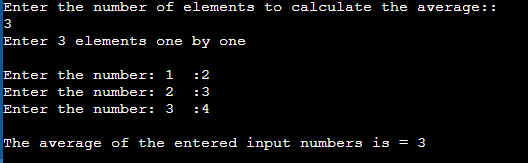 Enter the number of elements to calculate the average::
3
Enter 3 elements one by one
Enter the number: 1  :2
Enter the number: 2  :3
Enter the number: 3  :4
The average of the entered input numbers is = 3